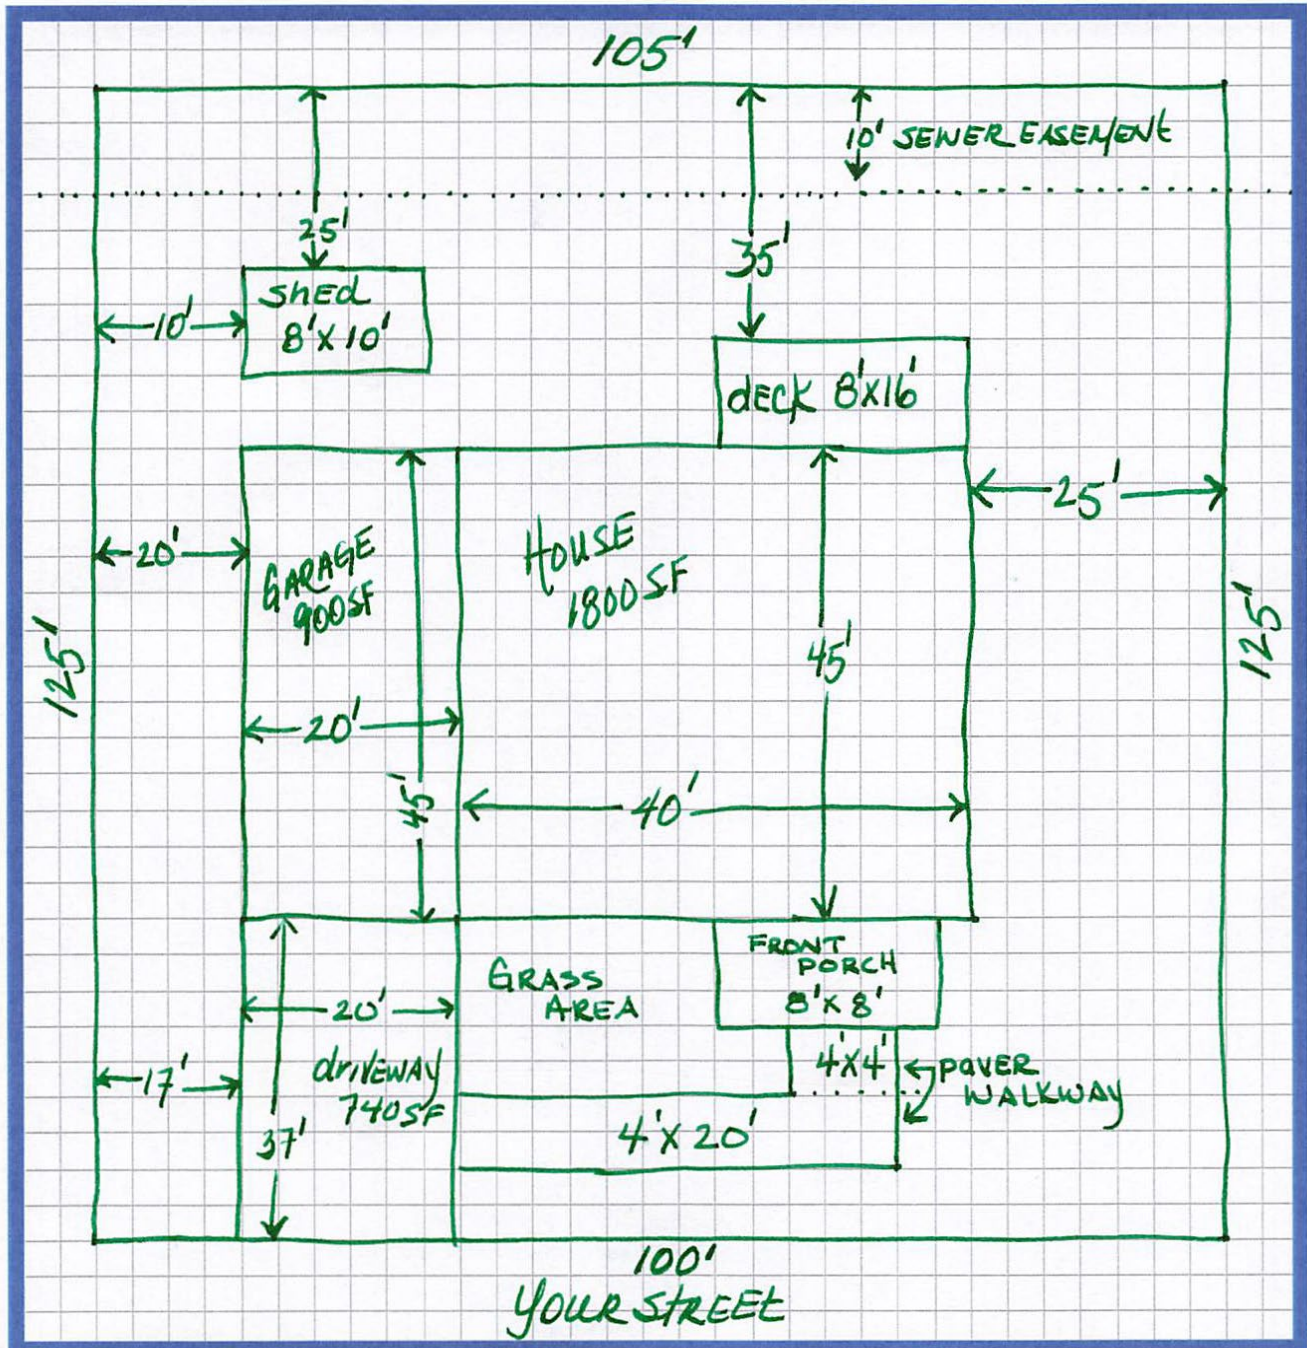 105'
10' SEWER EASEMENT
25'
35'
Shed
8'X10'
10'
dECK 8'X16'
25'
20'
GARAGE
900SF
HOUSE
1800SF
125'
45'
125'
20'
45'
40'
FRONT
PORCH
8'X8'
GRASS
AREA
20'
17'
driVEWAY
740SF
4'X4'
paVER
WALKWAY
37'
4'X20'
100'
YOUR STREET